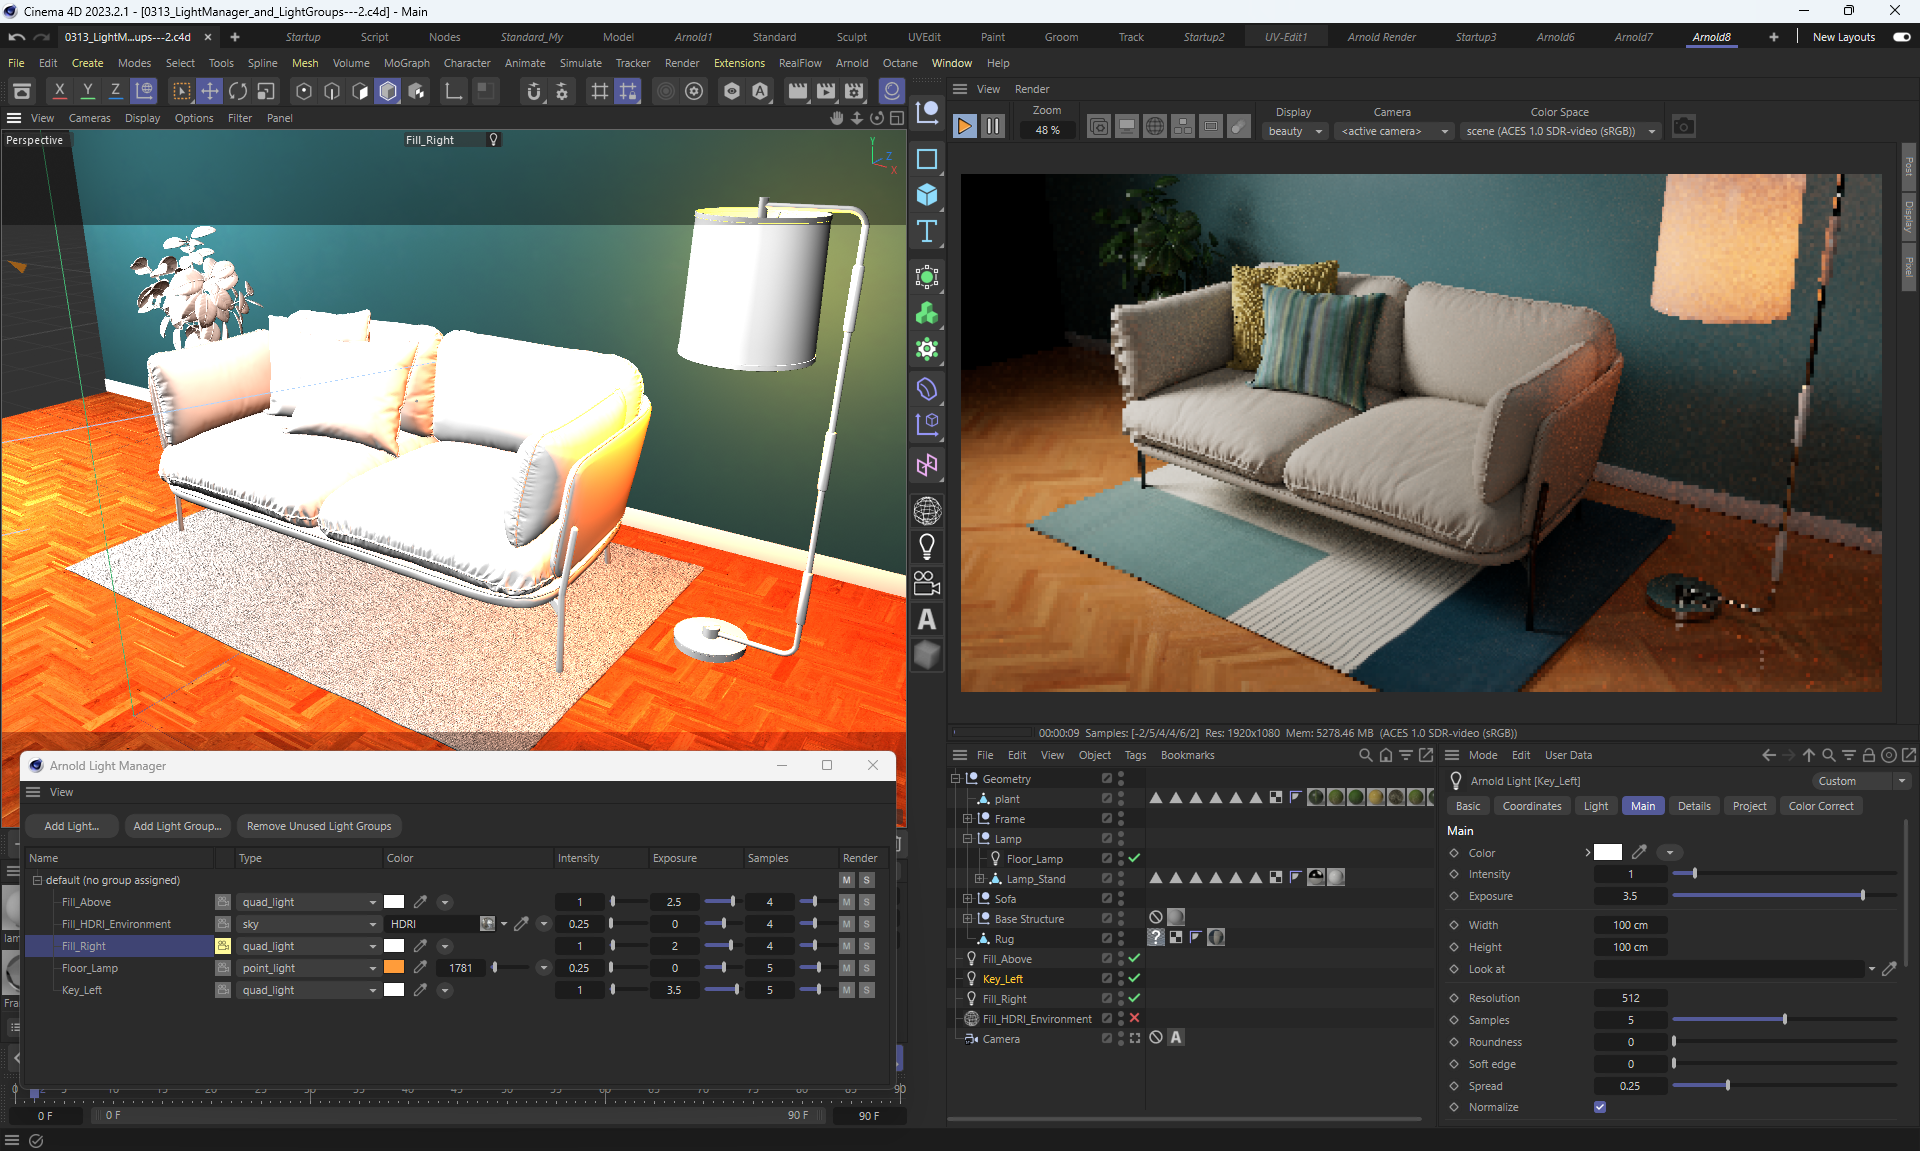 Cinema 4D 2023.2.1 - [0313_LightManager_and_LightGroups---2.c4d] - Main
0313_LightM...ups---2.c4d × + Startup Script Nodes Standard_My Model Arnold1 Standard Sculpt UVEdit Paint Groom Track Startup2 UV-Edit1 Arnold Render Startup3 Arnold6 Arnold7 Arnold8 + New Layouts
File Edit Create Modes Select Tools Spline Mesh Volume MoGraph Character Animate Simulate Tracker Render Extensions RealFlow Arnold Octane Window Help
X Y Z
View Cameras Display Options Filter Panel
Perspective
Fill_Right
Y
Z
X
View Render
Zoom Display Camera Color Space
48 % beauty <active camera> scene (ACES 1.0 SDR-video (sRGB))
Post
Display
Pixel
00:00:09 Samples: [-2/5/4/4/6/2] Res: 1920x1080 Mem: 5278.46 MB (ACES 1.0 SDR-video (sRGB))
Arnold Light Manager
View
Add Light... Add Light Group... Remove Unused Light Groups
Name Type Color Intensity Exposure Samples Render
default (no group assigned) M S
Fill_Above quad_light 1 2.5 4 M S
Fill_HDRI_Environment sky HDRI 0.25 0 4 M S
Fill_Right quad_light 1 2 4 M S
Floor_Lamp point_light 1781 0.25 0 5 M S
Key_Left quad_light 1 3.5 5 M S
0 F 0 F 90 F 90 F
File Edit View Object Tags Bookmarks
Geometry
plant
Frame
Lamp
Floor_Lamp
Lamp_Stand
Sofa
Base Structure
Rug
Fill_Above
Key_Left
Fill_Right
Fill_HDRI_Environment
Camera
Mode Edit User Data
Arnold Light [Key_Left] Custom
Basic Coordinates Light Main Details Project Color Correct
Main
Color
Intensity 1
Exposure 3.5
Width 100 cm
Height 100 cm
Look at
Resolution 512
Samples 5
Roundness 0
Soft edge 0
Spread 0.25
Normalize